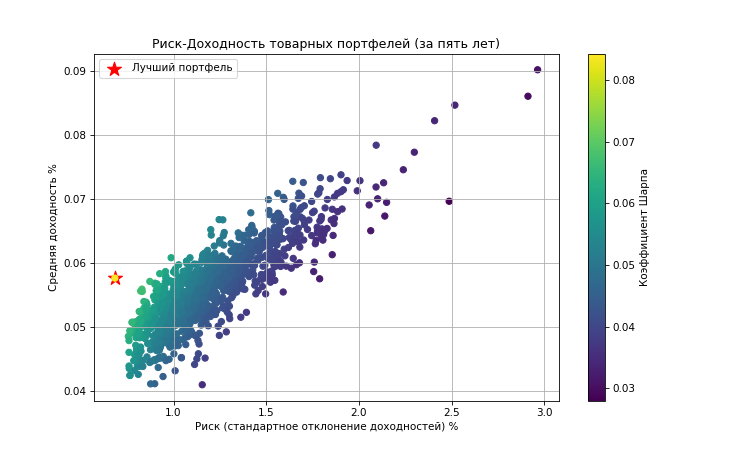 Риск-Доходность товарных портфелей (за пять лет)
Лучший портфель
Средняя доходность %
0.09
0.08
0.07
0.06
0.05
0.04
1.0 1.5 2.0 2.5 3.0
Риск (стандартное отклонение доходностей) %
0.08
0.07
0.06
0.05
0.04
0.03
Коэффициент Шарпа